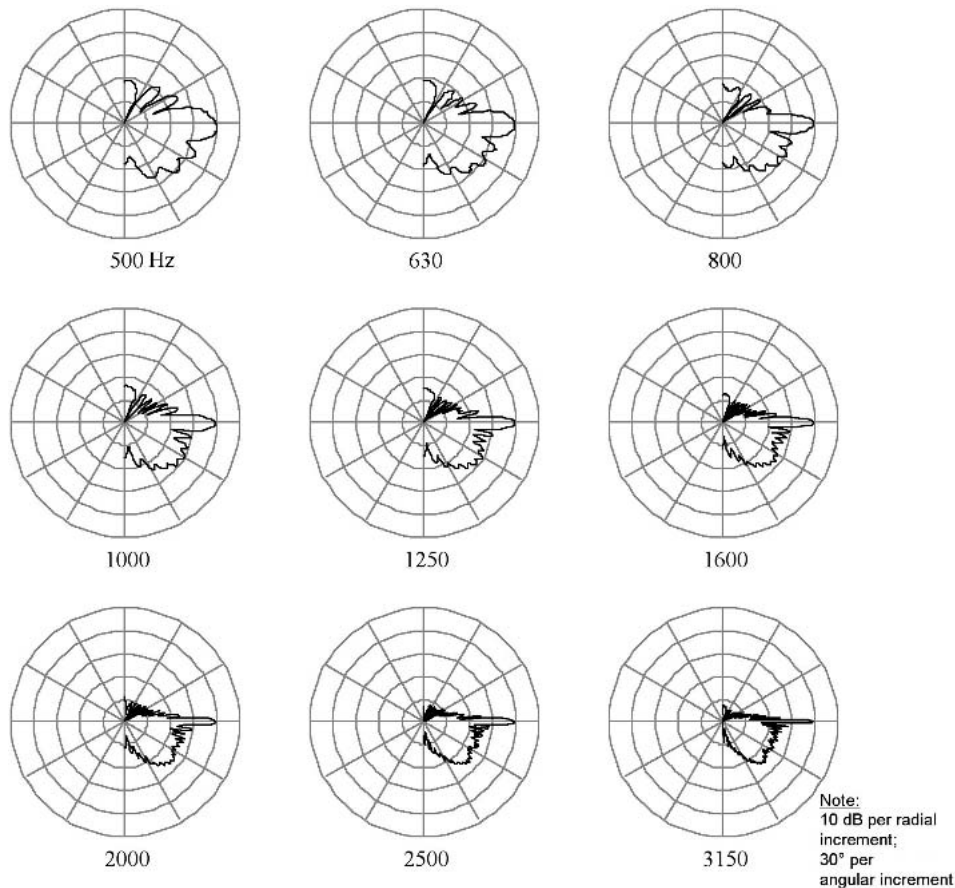 500 Hz
630
800
1000
1250
1600
2000
2500
3150
Note:
10 dB per radial
increment;
30° per
angular increment